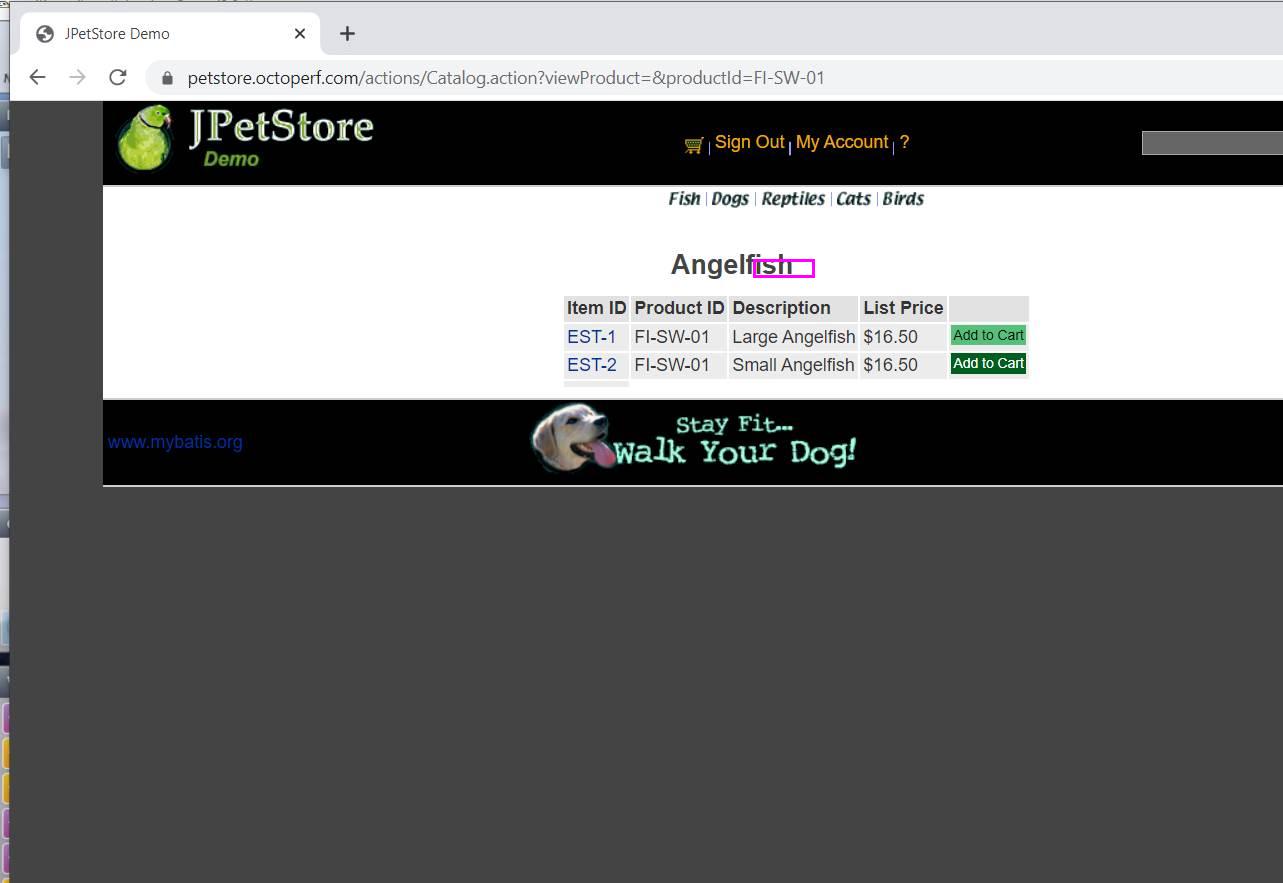 JPetStore Demo
petstore.octoperf.com/actions/Catalog.action?viewProduct=&productId=FI-SW-01
JPetStore
Demo
Sign Out | My Account | ?
Fish | Dogs | Reptiles | Cats | Birds
Angelfish
Item ID Product ID Description List Price
EST-1 FI-SW-01 Large Angelfish $16.50 Add to Cart
EST-2 FI-SW-01 Small Angelfish $16.50 Add to Cart
Stay Fit...
www.mybatis.org
Walk Your Dog!